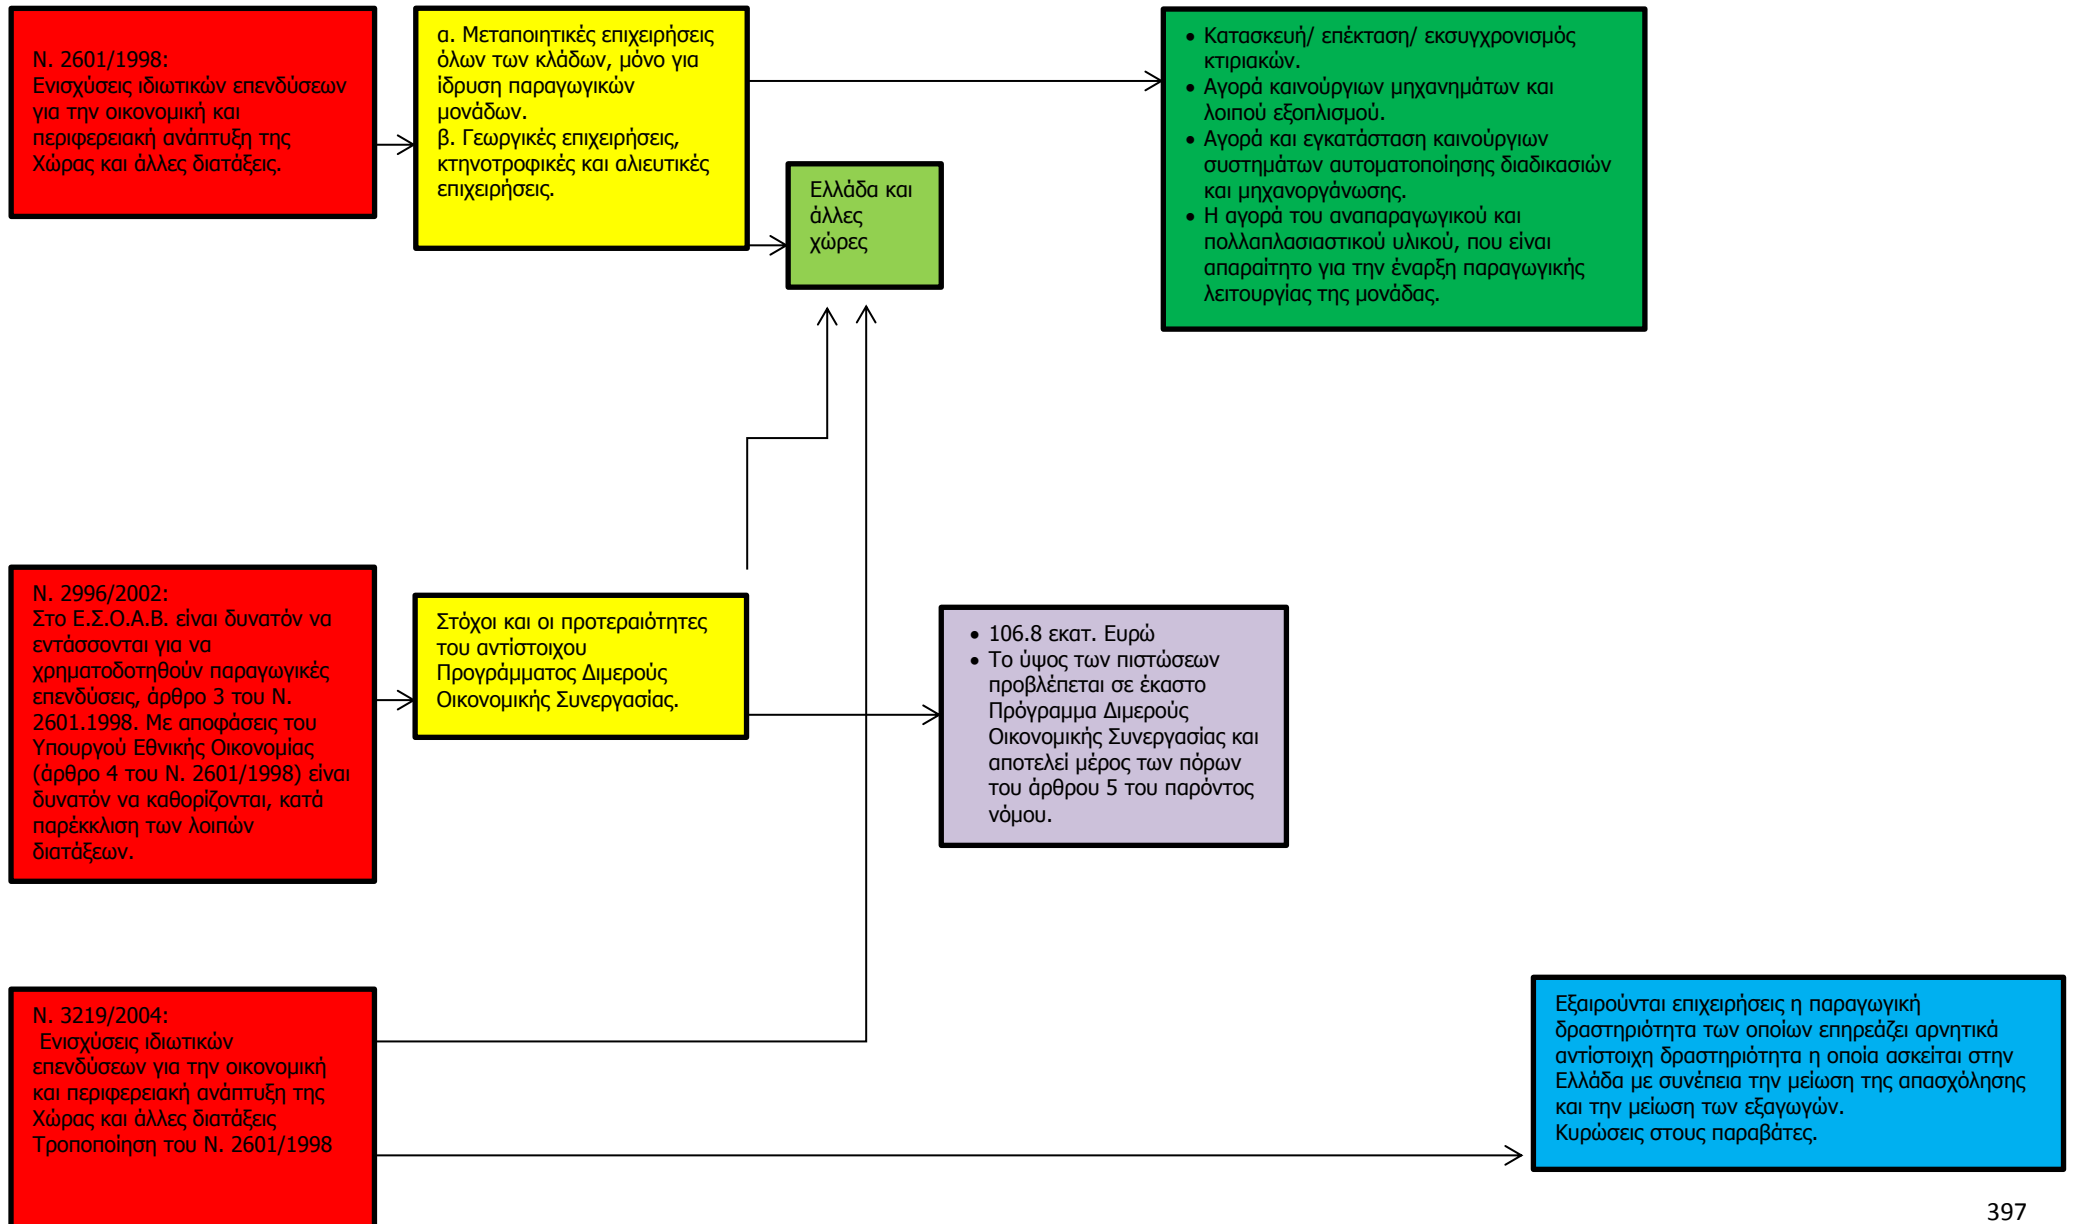 Ν. 2601/1998:
Ενισχύσεις ιδιωτικών επενδύσεων
για την οικονομική και
περιφερειακή ανάπτυξη της
Χώρας και άλλες διατάξεις.
α. Μεταποιητικές επιχειρήσεις
όλων των κλάδων, μόνο για
ίδρυση παραγωγικών
μονάδων.
β. Γεωργικές επιχειρήσεις,
κτηνοτροφικές και αλιευτικές
επιχειρήσεις.
Ελλάδα και
άλλες
χώρες
• Κατασκευή/ επέκταση/ εκσυγχρονισμός
κτιριακών.
• Αγορά καινούργιων μηχανημάτων και
λοιπού εξοπλισμού.
• Αγορά και εγκατάσταση καινούργιων
συστημάτων αυτοματοποίησης διαδικασιών
και μηχανοργάνωσης.
• Η αγορά του αναπαραγωγικού και
πολλαπλασιαστικού υλικού, που είναι
απαραίτητο για την έναρξη παραγωγικής
λειτουργίας της μονάδας.
Ν. 2996/2002:
Στο Ε.Σ.Ο.Α.Β. είναι δυνατόν να
εντάσσονται για να
χρηματοδοτηθούν παραγωγικές
επενδύσεις, άρθρο 3 του Ν.
2601.1998. Με αποφάσεις του
Υπουργού Εθνικής Οικονομίας
(άρθρο 4 του Ν. 2601/1998) είναι
δυνατόν να καθορίζονται, κατά
παρέκκλιση των λοιπών
διατάξεων.
Στόχοι και οι προτεραιότητες
του αντίστοιχου
Προγράμματος Διμερούς
Οικονομικής Συνεργασίας.
• 106.8 εκατ. Ευρώ
• Το ύψος των πιστώσεων
προβλέπεται σε έκαστο
Πρόγραμμα Διμερούς
Οικονομικής Συνεργασίας και
αποτελεί μέρος των πόρων
του άρθρου 5 του παρόντος
νόμου.
Ν. 3219/2004:
Ενισχύσεις ιδιωτικών
επενδύσεων για την οικονομική
και περιφερειακή ανάπτυξη της
Χώρας και άλλες διατάξεις
Τροποποίηση του Ν. 2601/1998
Εξαιρούνται επιχειρήσεις η παραγωγική
δραστηριότητα των οποίων επηρεάζει αρνητικά
αντίστοιχη δραστηριότητα η οποία ασκείται στην
Ελλάδα με συνέπεια την μείωση της απασχόλησης
και την μείωση των εξαγωγών.
Κυρώσεις στους παραβάτες.
397